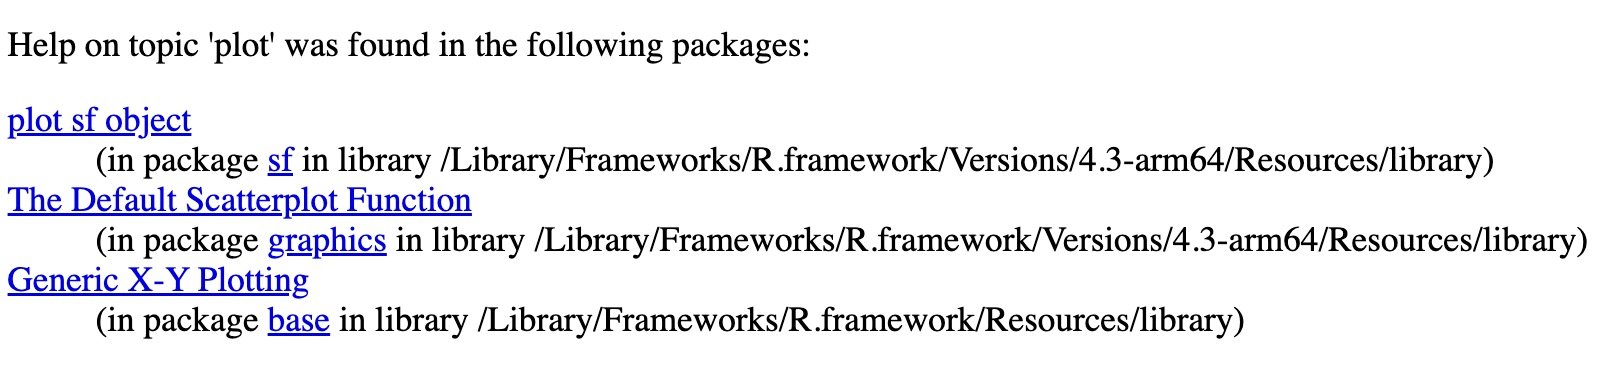 Help on topic 'plot' was found in the following packages:
plot sf object
(in package sf in library /Library/Frameworks/R.framework/Versions/4.3-arm64/Resources/library)
The Default Scatterplot Function
(in package graphics in library /Library/Frameworks/R.framework/Versions/4.3-arm64/Resources/library)
Generic X-Y Plotting
(in package base in library /Library/Frameworks/R.framework/Resources/library)